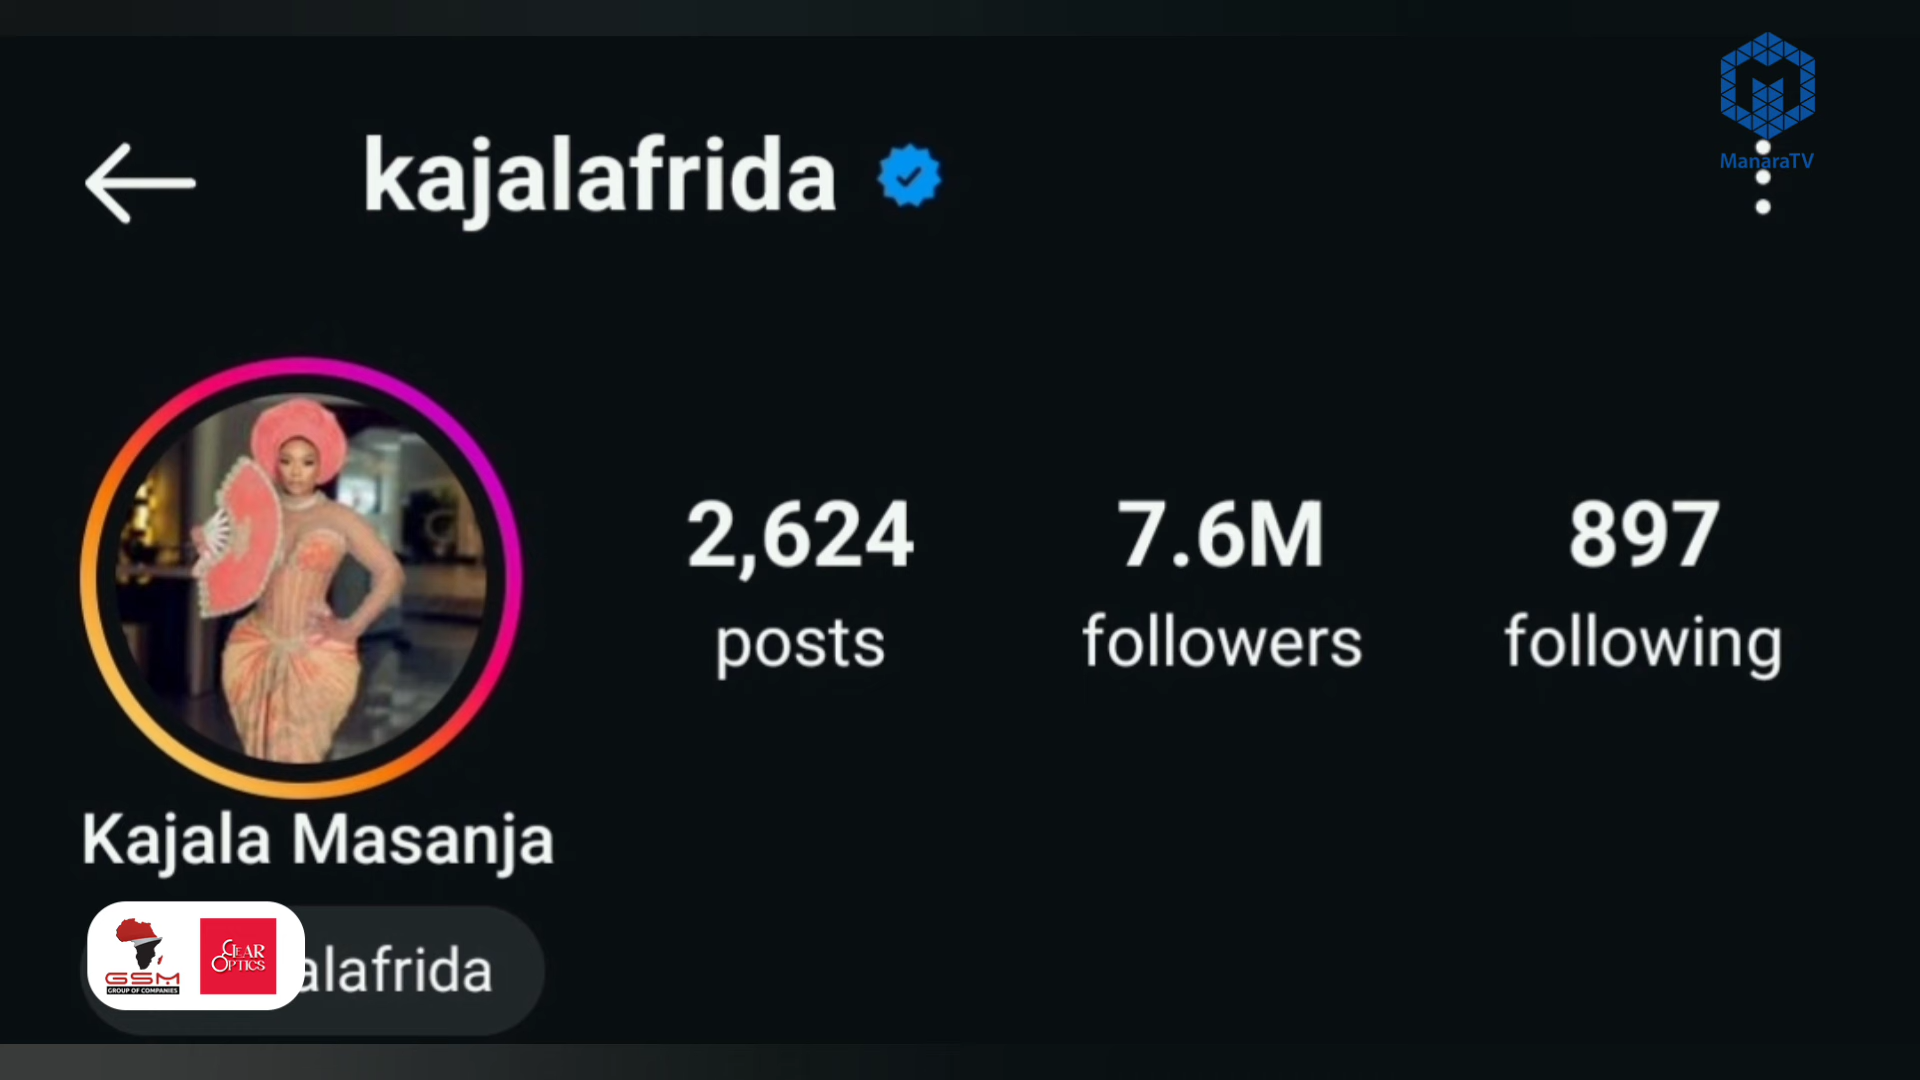 ManaraTV
kajalafrida
2,624
7.6M
897
posts
followers
following
Kajala Masanja
alafrida
GSM
GROUP OF COMPANIES
CLEAR
OPTICS